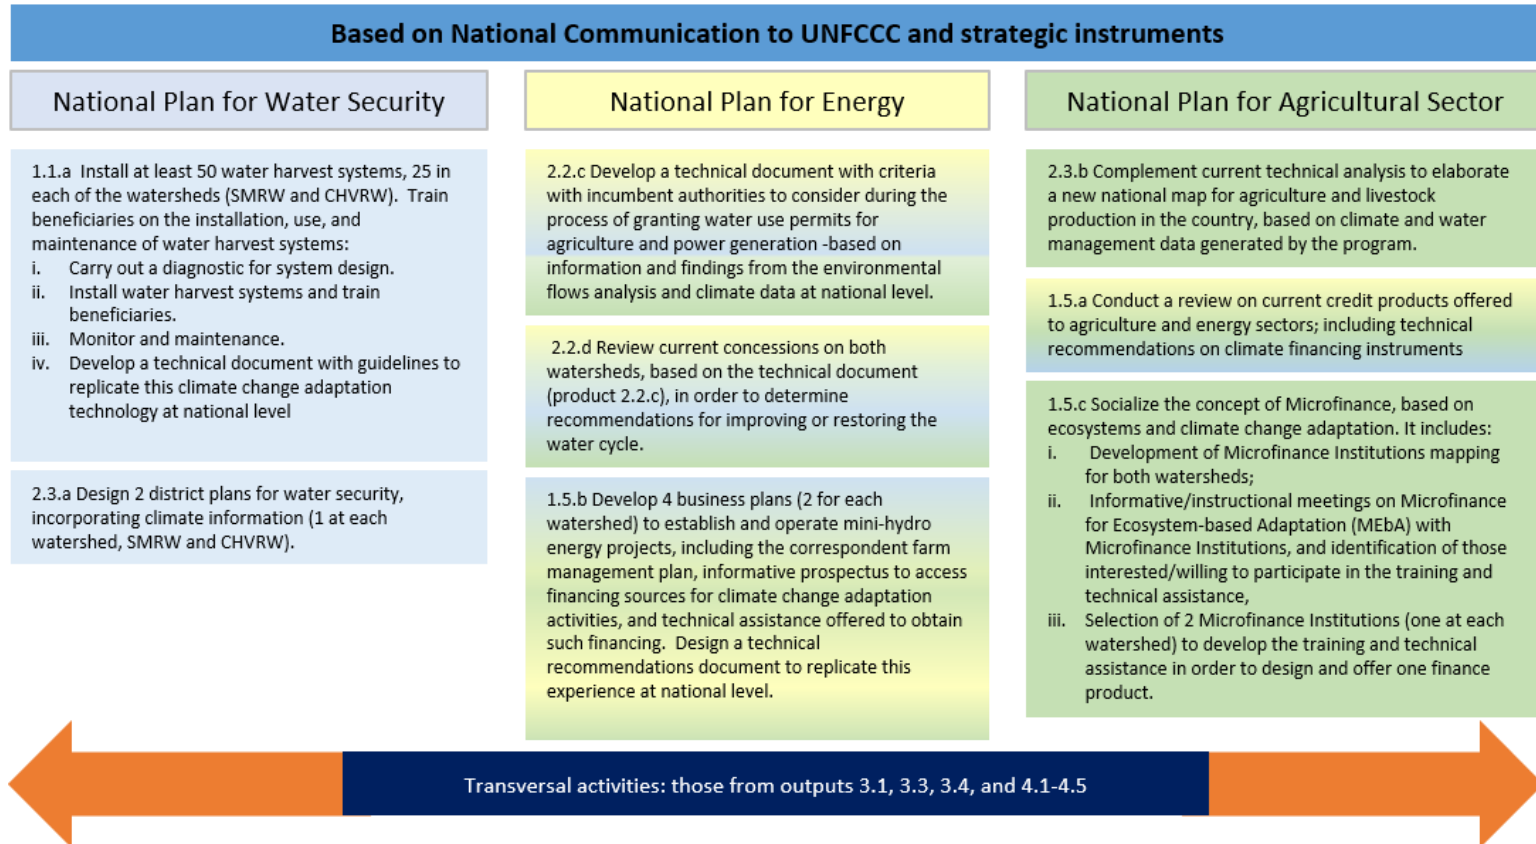 Based on National Communication to UNFCCC and strategic instruments
National Plan for Water Security
1.1.a Install at least 50 water harvest systems, 25 in
each of the watersheds (SMRW and CHVRW). Train
beneficiaries on the installation, use, and
maintenance of water harvest systems:
i. Carry out a diagnostic for system design.
ii. Install water harvest systems and train
beneficiaries.
iii. Monitor and maintenance.
iv. Develop a technical document with guidelines to
replicate this climate change adaptation
technology at national level
2.3.a Design 2 district plans for water security,
incorporating climate information (1 at each
watershed, SMRW and CHVRW).
National Plan for Energy
2.2.c Develop a technical document with criteria
with incumbent authorities to consider during the
process of granting water use permits for
agriculture and power generation -based on
information and findings from the environmental
flows analysis and climate data at national level.
2.2.d Review current concessions on both
watersheds, based on the technical document
(product 2.2.c), in order to determine
recommendations for improving or restoring the
water cycle.
1.5.b Develop 4 business plans (2 for each
watershed) to establish and operate mini-hydro
energy projects, including the correspondent farm
management plan, informative prospectus to access
financing sources for climate change adaptation
activities, and technical assistance offered to obtain
such financing. Design a technical
recommendations document to replicate this
experience at national level.
National Plan for Agricultural Sector
2.3.b Complement current technical analysis to elaborate
a new national map for agriculture and livestock
production in the country, based on climate and water
management data generated by the program.
1.5.a Conduct a review on current credit products offered
to agriculture and energy sectors; including technical
recommendations on climate financing instruments
1.5.c Socialize the concept of Microfinance, based on
ecosystems and climate change adaptation. It includes:
i. Development of Microfinance Institutions mapping
for both watersheds;
ii. Informative/instructional meetings on Microfinance
for Ecosystem-based Adaptation (MEbA) with
Microfinance Institutions, and identification of those
interested/willing to participate in the training and
technical assistance,
iii. Selection of 2 Microfinance Institutions (one at each
watershed) to develop the training and technical
assistance in order to design and offer one finance
product.
Transversal activities: those from outputs 3.1, 3.3, 3.4, and 4.1-4.5